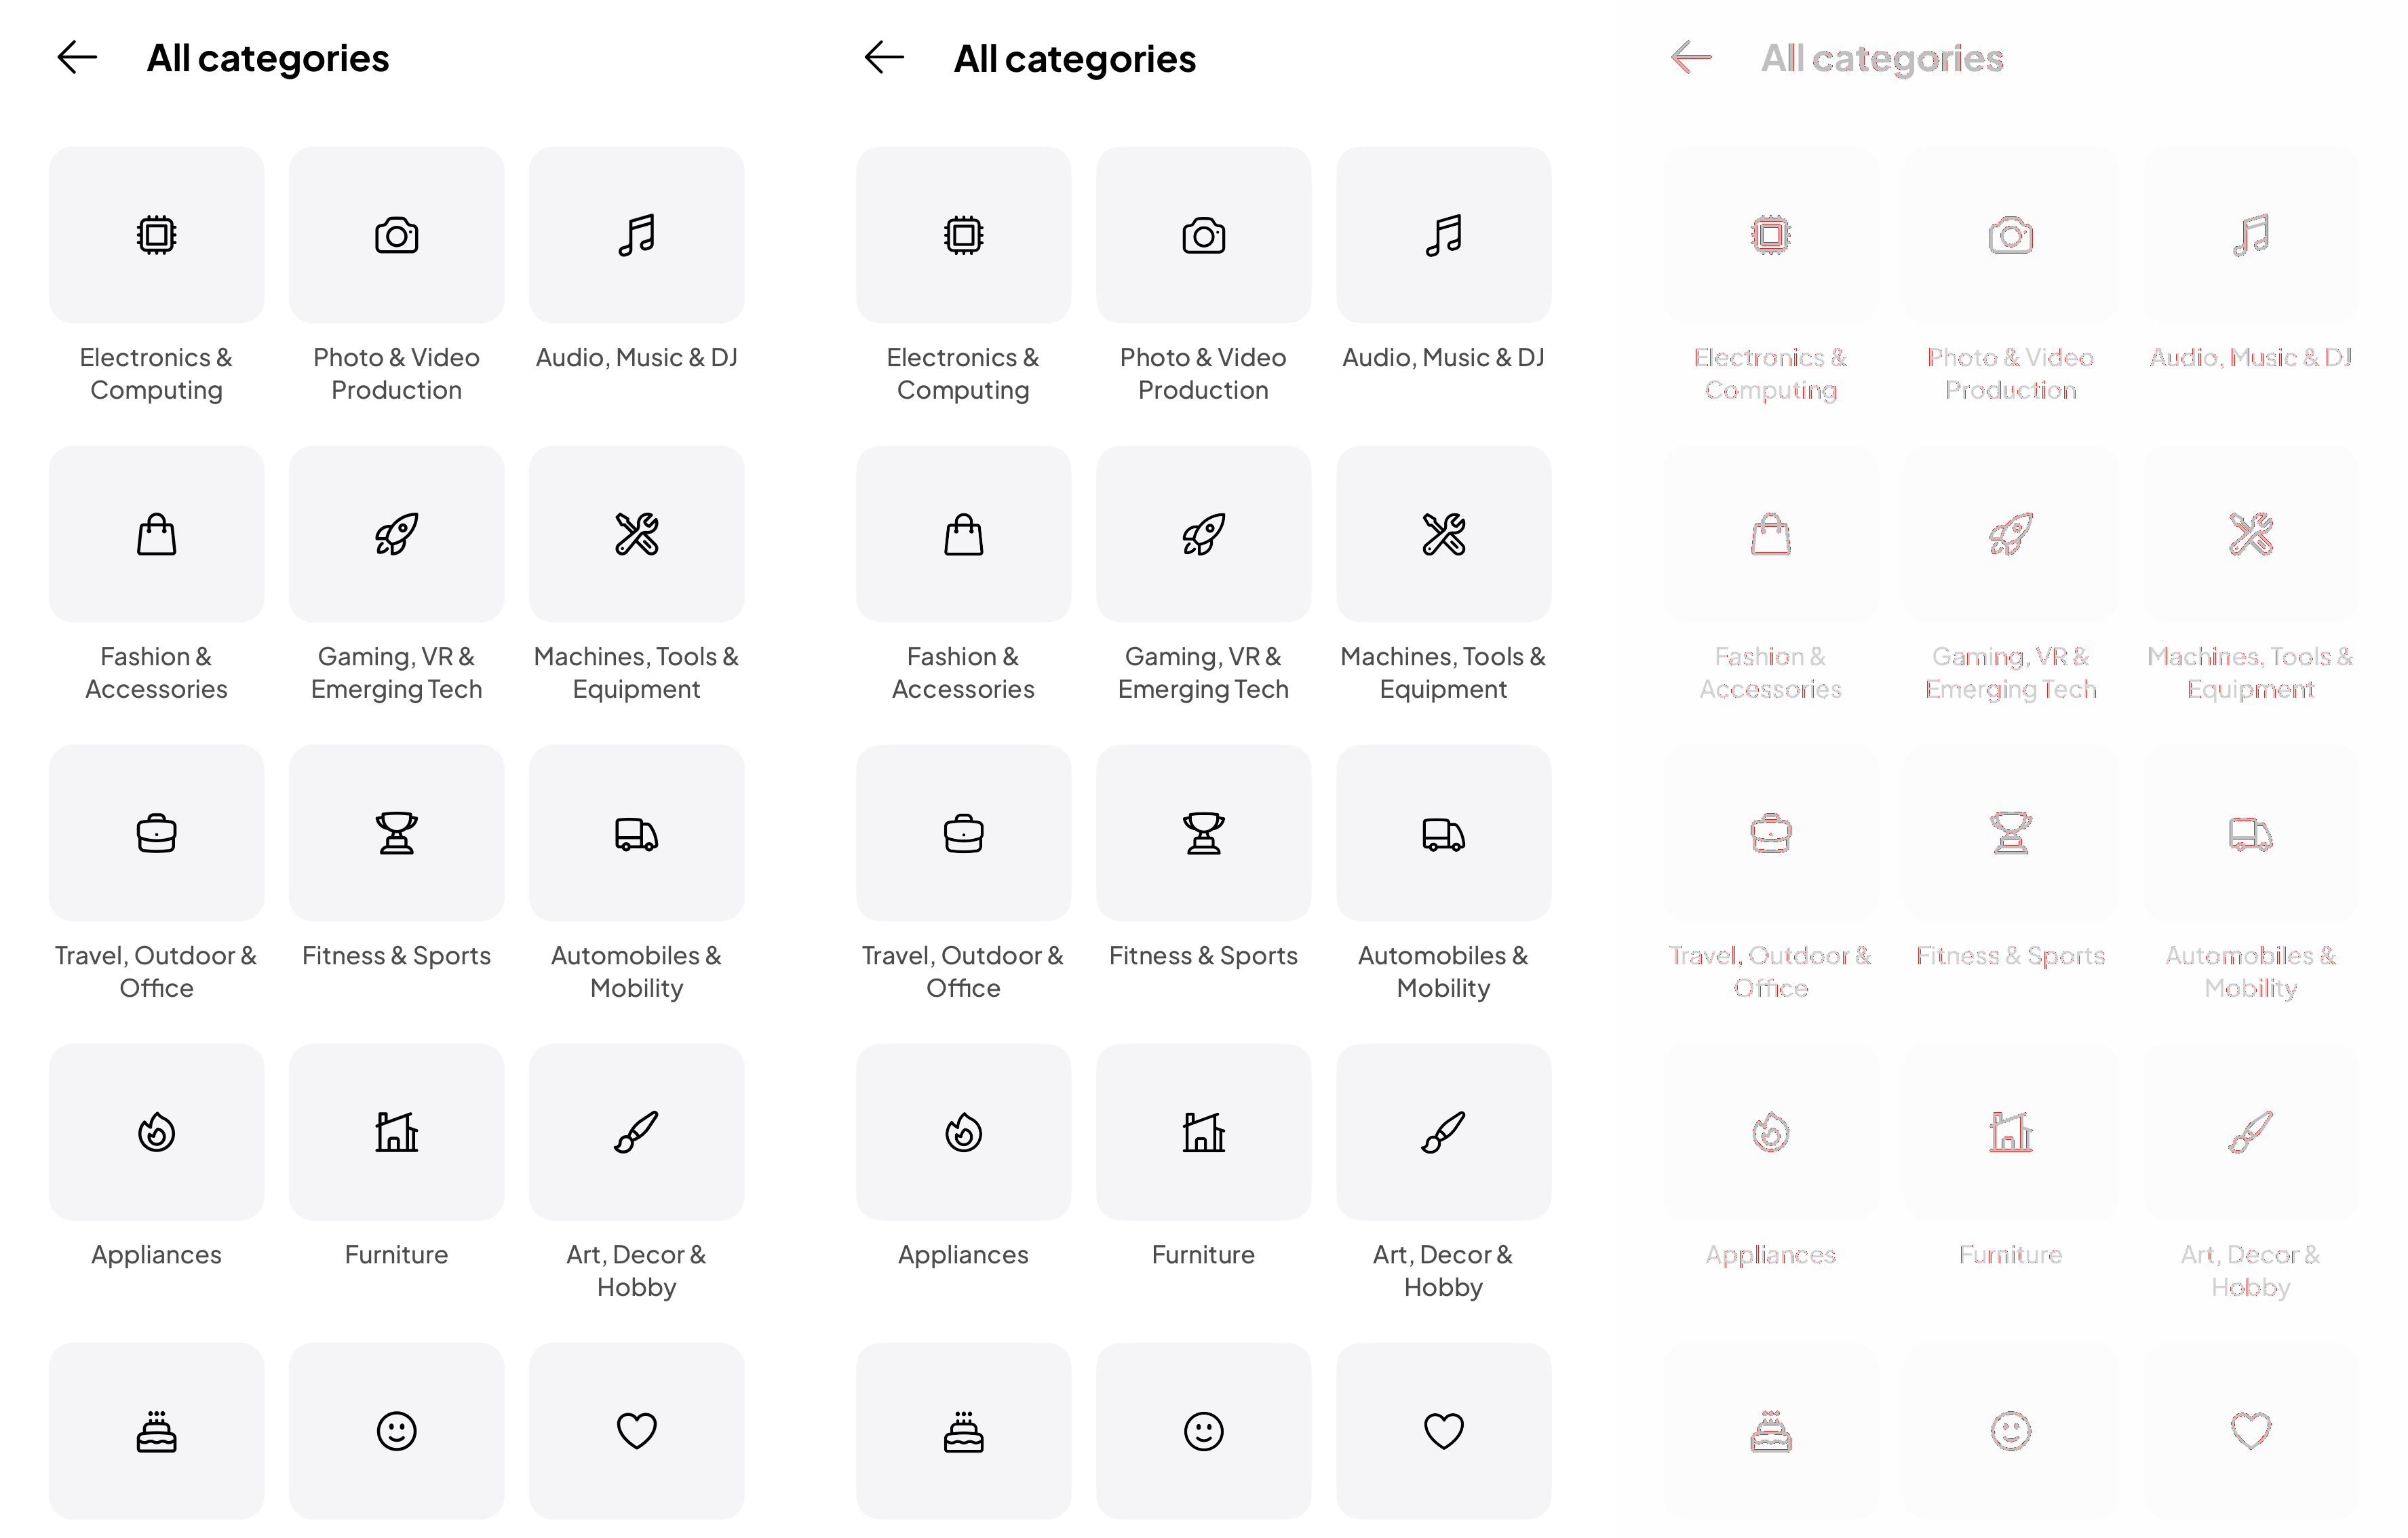 All categories
Electronics &
Computing
Photo & Video
Production
Audio, Music & DJ
Fashion &
Accessories
Gaming, VR &
Emerging Tech
Machines, Tools &
Equipment
Travel, Outdoor &
Office
Fitness & Sports
Automobiles &
Mobility
Appliances
Furniture
Art, Decor &
Hobby
All categories
Electronics &
Computing
Photo & Video
Production
Audio, Music & DJ
Fashion &
Accessories
Gaming, VR &
Emerging Tech
Machines, Tools &
Equipment
Travel, Outdoor &
Office
Fitness & Sports
Automobiles &
Mobility
Appliances
Furniture
Art, Decor &
Hobby
All categories
Electronics &
Computing
Photo & Video
Production
Audio, Music & DJ
Fashion &
Accessories
Gaming, VR &
Emerging Tech
Machines, Tools &
Equipment
Travel, Outdoor &
Office
Fitness & Sports
Automobiles &
Mobility
Appliances
Furniture
Art, Decor &
Hobby